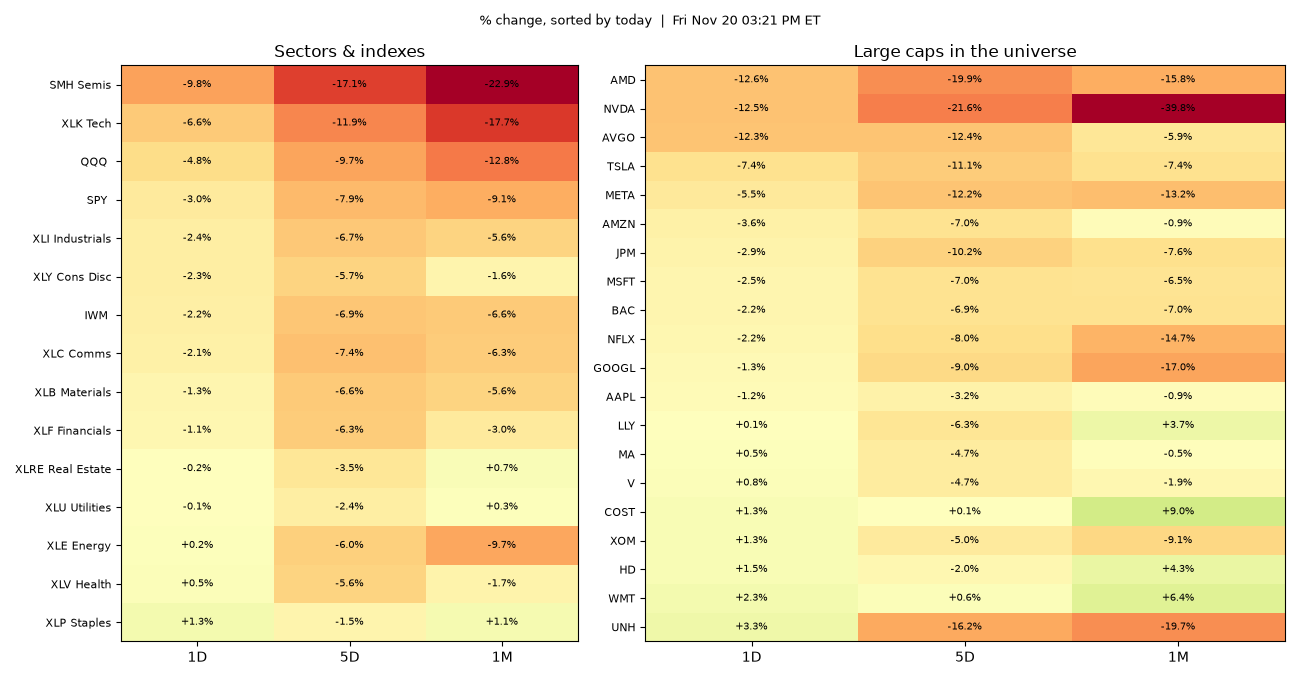 % change, sorted by today | Fri Nov 20 03:21 PM ET
Sectors & indexes
SMH Semis -9.8% -17.1% -22.9%
XLK Tech -6.6% -11.9% -17.7%
QQQ -4.8% -9.7% -12.8%
SPY -3.0% -7.9% -9.1%
XLI Industrials -2.4% -6.7% -5.6%
XLY Cons Disc -2.3% -5.7% -1.6%
IWM -2.2% -6.9% -6.6%
XLC Comms -2.1% -7.4% -6.3%
XLB Materials -1.3% -6.6% -5.6%
XLF Financials -1.1% -6.3% -3.0%
XLRE Real Estate -0.2% -3.5% +0.7%
XLU Utilities -0.1% -2.4% +0.3%
XLE Energy +0.2% -6.0% -9.7%
XLV Health +0.5% -5.6% -1.7%
XLP Staples +1.3% -1.5% +1.1%
1D 5D 1M
Large caps in the universe
AMD -12.6% -19.9% -15.8%
NVDA -12.5% -21.6% -39.8%
AVGO -12.3% -12.4% -5.9%
TSLA -7.4% -11.1% -7.4%
META -5.5% -12.2% -13.2%
AMZN -3.6% -7.0% -0.9%
JPM -2.9% -10.2% -7.6%
MSFT -2.5% -7.0% -6.5%
BAC -2.2% -6.9% -7.0%
NFLX -2.2% -8.0% -14.7%
GOOGL -1.3% -9.0% -17.0%
AAPL -1.2% -3.2% -0.9%
LLY +0.1% -6.3% +3.7%
MA +0.5% -4.7% -0.5%
V +0.8% -4.7% -1.9%
COST +1.3% +0.1% +9.0%
XOM +1.3% -5.0% -9.1%
HD +1.5% -2.0% +4.3%
WMT +2.3% +0.6% +6.4%
UNH +3.3% -16.2% -19.7%
1D 5D 1M